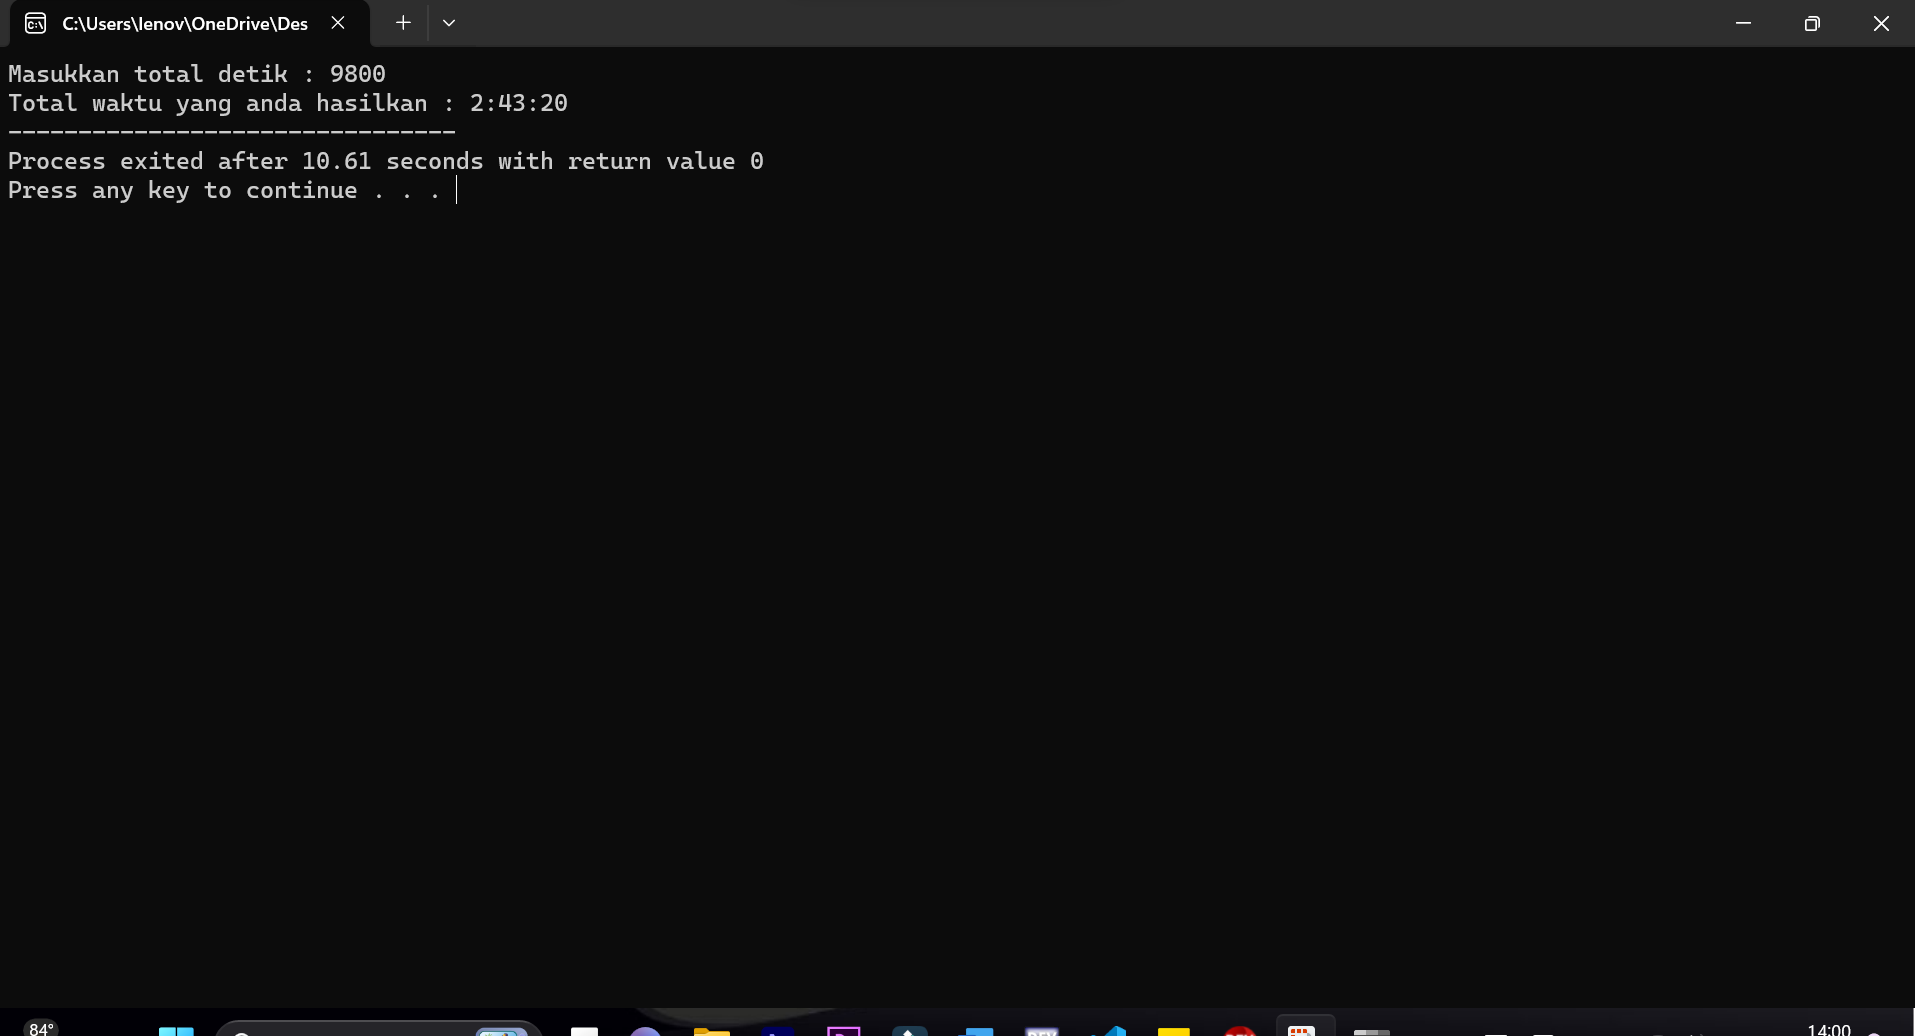 C:\Users\lenov\OneDrive\Des
Masukkan total detik : 9800
Total waktu yang anda hasilkan : 2:43:20
--------------------------------
Process exited after 10.61 seconds with return value 0
Press any key to continue . . .
84°
14:00